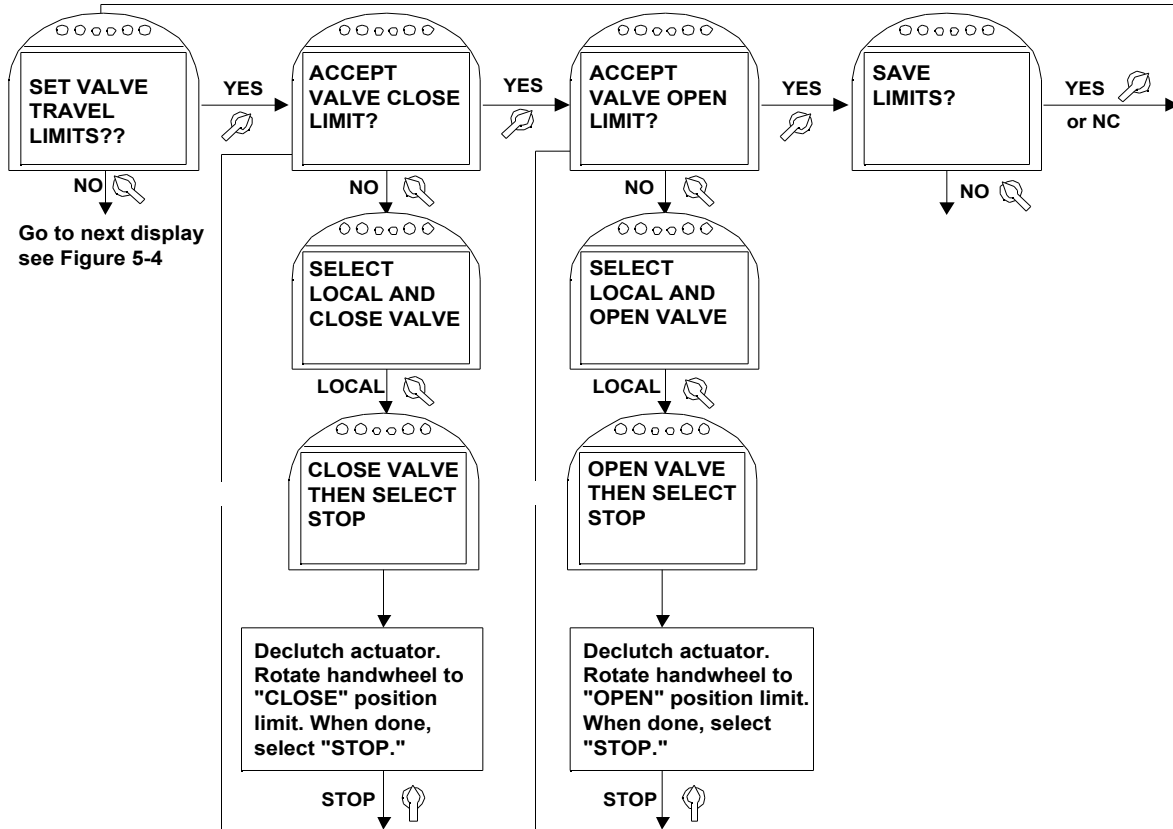 SET VALVE
TRAVEL
LIMITS??
YES
ACCEPT
VALVE CLOSE
LIMIT?
YES
ACCEPT
VALVE OPEN
LIMIT?
YES
SAVE
LIMITS?
YES
or NC
NO
Go to next display
see Figure 5-4
NO
NO
NO
SELECT
LOCAL AND
CLOSE VALVE
SELECT
LOCAL AND
OPEN VALVE
LOCAL
LOCAL
CLOSE VALVE
THEN SELECT
STOP
OPEN VALVE
THEN SELECT
STOP
Declutch actuator.
Rotate handwheel to
"CLOSE" position
limit. When done,
select "STOP."
Declutch actuator.
Rotate handwheel to
"OPEN" position limit.
When done, select
"STOP."
STOP
STOP